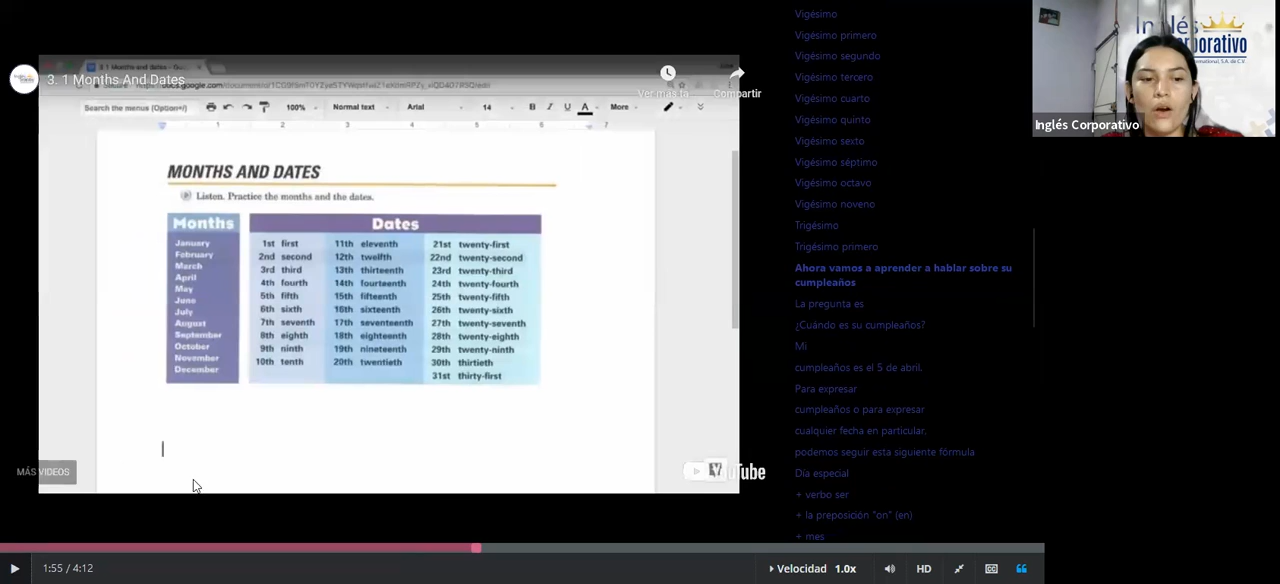 3. 1 Months And Dates
Ver más ta
Compartir
Search the menus (Option+/)
100%
Normal text
Arial
14
B I U A
More
1 2 3 4 5 6 7
MONTHS AND DATES
Listen. Practice the months and the dates.
Months
January
February
March
April
May
June
July
August
September
October
November
December
Dates
1st first
2nd second
3rd third
4th fourth
5th fifth
6th sixth
7th seventh
8th eighth
9th ninth
10th tenth
11th eleventh
12th twelfth
13th thirteenth
14th fourteenth
15th fifteenth
16th sixteenth
17th seventeenth
18th eighteenth
19th nineteenth
20th twentieth
21st twenty-first
22nd twenty-second
23rd twenty-third
24th twenty-fourth
25th twenty-fifth
26th twenty-sixth
27th twenty-seventh
28th twenty-eighth
29th twenty-ninth
30th thirtieth
31st thirty-first
MÁS VIDEOS
YouTube
Vigésimo
Vigésimo primero
Vigésimo segundo
Vigésimo tercero
Vigésimo cuarto
Vigésimo quinto
Vigésimo sexto
Vigésimo séptimo
Vigésimo octavo
Vigésimo noveno
Trigésimo
Trigésimo primero
Ahora vamos a aprender a hablar sobre su
cumpleaños
La pregunta es
¿Cuándo es su cumpleaños?
Mi
cumpleaños es el 5 de abril.
Para expresar
cumpleaños o para expresar
cualquier fecha en particular.
podemos seguir esta siguiente fórmula
Día especial
+ verbo ser
+ la preposición "on" (en)
+ mes
Inglés Corporativo
1:55 / 4:12
Velocidad 1.0x
HD